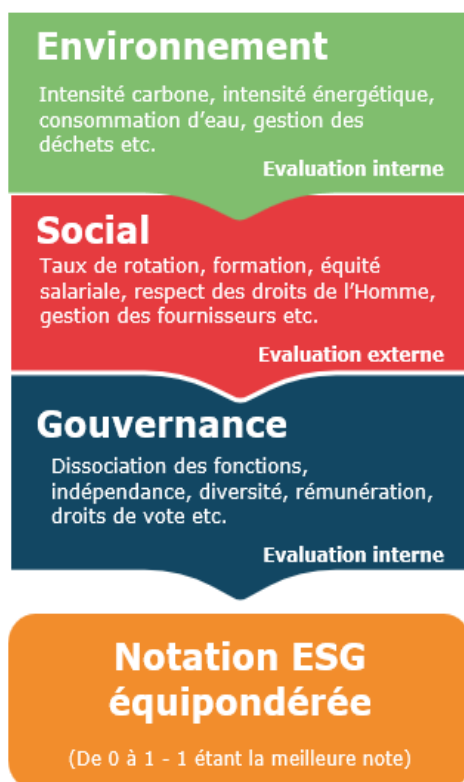 Environnement
Intensité carbone, intensité énergétique,
consommation d'eau, gestion des
déchets etc.
Evaluation interne
Social
Taux de rotation, formation, équité
salariale, respect des droits de l'Homme,
gestion des fournisseurs etc.
Evaluation externe
Gouvernance
Dissociation des fonctions,
indépendance, diversité, rémunération,
droits de vote etc.
Evaluation interne
Notation ESG
équipondérée
(De 0 à 1 - 1 étant la meilleure note)